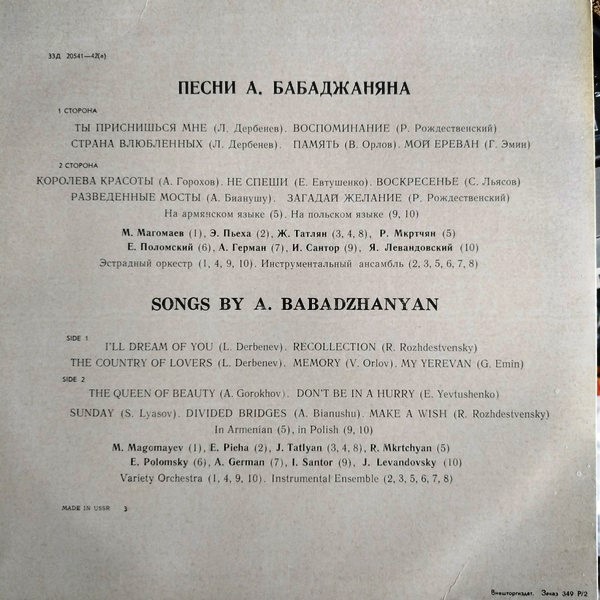 33Д 20541—42(а)
ПЕСНИ А. БАБАДЖАНЯНА
1 СТОРОНА
ТЫ ПРИСНИШЬСЯ МНЕ (Л. Дербенев). ВОСПОМИНАНИЕ (Р. Рождественский)
СТРАНА ВЛЮБЛЕННЫХ (Л. Дербенев). ПАМЯТЬ (В. Орлов). МОЙ ЕРЕВАН (Г. Эмин)
2 СТОРОНА
КОРОЛЕВА КРАСОТЫ (А. Горохов). НЕ СПЕШИ (Е. Евтушенко). ВОСКРЕСЕНЬЕ (С. Льясов)
РАЗВЕДЕННЫЕ МОСТЫ (А. Бианушу). ЗАГАДАЙ ЖЕЛАНИЕ (Р. Рождественский)
На армянском языке (5). На польском языке (9, 10)
М. Магомаев (1), Э. Пьеха (2), Ж. Татлян (3, 4, 8), Р. Мкртчян (5)
Е. Поломский (6), А. Герман (7), И. Сантор (9), Я. Левандовский (10)
Эстрадный оркестр (1, 4, 9, 10). Инструментальный ансамбль (2, 3, 5, 6, 7, 8)
SONGS BY A. BABADZHANYAN
SIDE 1
I'LL DREAM OF YOU (L. Derbenev). RECOLLECTION (R. Rozhdestvensky)
THE COUNTRY OF LOVERS (L. Derbenev). MEMORY (V. Orlov). MY YEREVAN (G. Emin)
SIDE 2
THE QUEEN OF BEAUTY (A. Gorokhov). DON'T BE IN A HURRY (E. Yevtushenko)
SUNDAY (S. Lyasov). DIVIDED BRIDGES (A. Bianushu). MAKE A WISH (R. Rozhdestvensky)
In Armenian (5), in Polish (9, 10)
M. Magomayev (1), E. Pieha (2), J. Tatlyan (3, 4, 8), R. Mkrtchyan (5)
E. Polomsky (6), A. German (7), I. Santor (9), J. Levandovsky (10)
Variety Orchestra (1, 4, 9, 10). Instrumental Ensemble (2, 3, 5, 6, 7, 8)
MADE IN USSR 3
Внешторгиздат. Заказ 349 Р/2